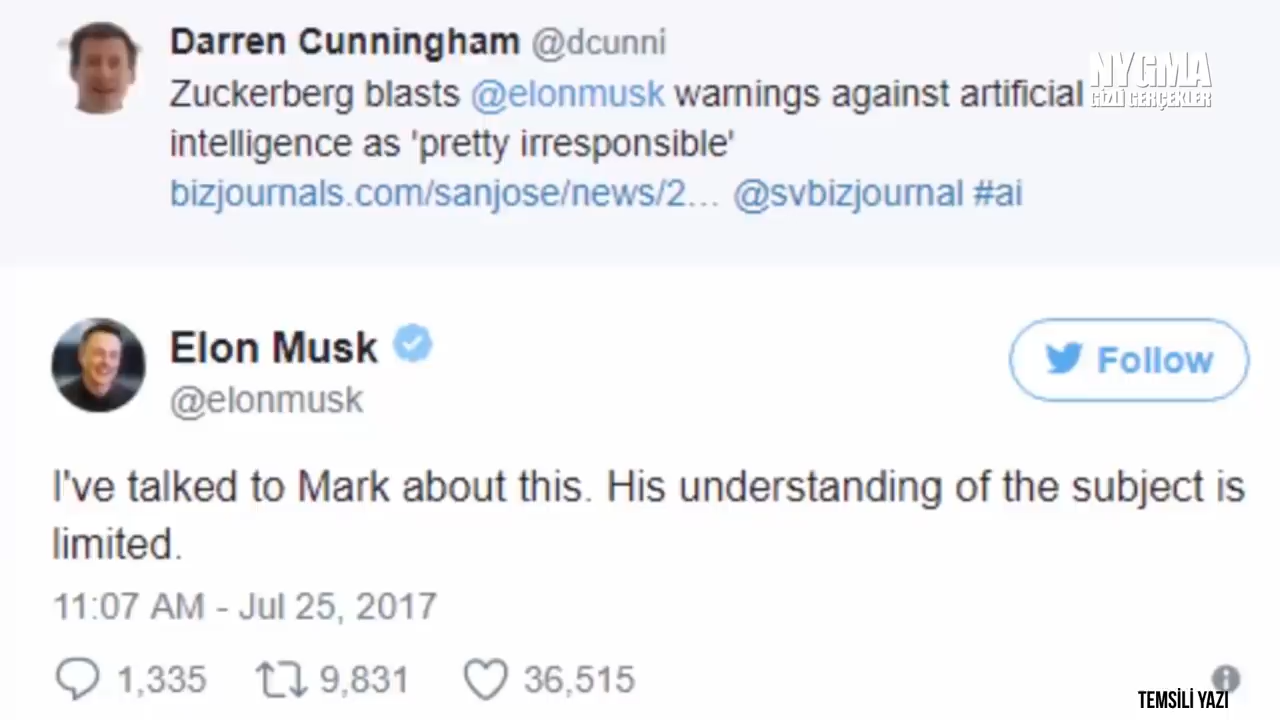 Darren Cunningham @dcunni
Zuckerberg blasts @elonmusk warnings against artificial
intelligence as 'pretty irresponsible'
bizjournals.com/sanjose/news/2... @svbizjournal #ai
NYGMA
GİZLİ GERÇEKLER
Elon Musk
@elonmusk
Follow
I've talked to Mark about this. His understanding of the subject is
limited.
11:07 AM - Jul 25, 2017
1,335 9,831 36,515
TEMSİLİ YAZI